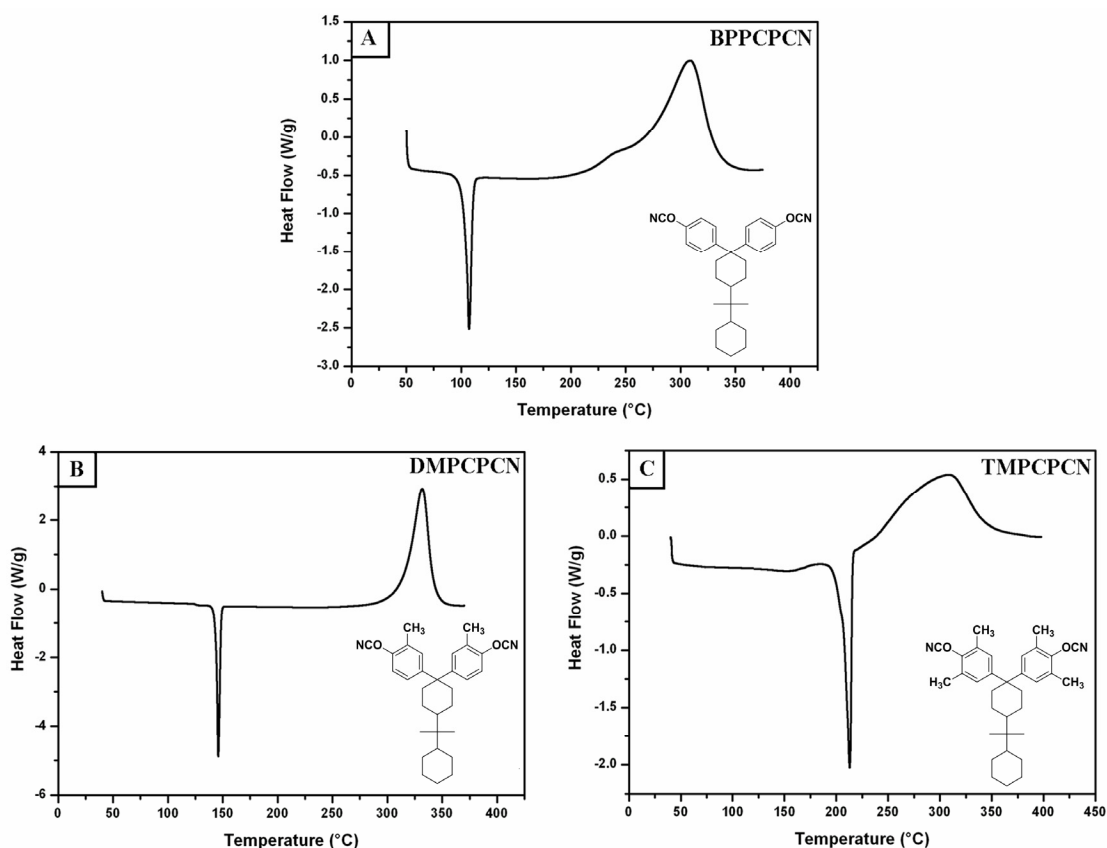 A
BPPCPCN
Heat Flow (W/g)
1.5
1.0
0.5
0.0
-0.5
-1.0
-1.5
-2.0
-2.5
-3.0
NCO
OCN
0 50 100 150 200 250 300 350 400
Temperature (°C)
B
DMPCPCN
Heat Flow (W/g)
4
2
0
-2
-4
-6
CH3
CH3
NCO
OCN
0 50 100 150 200 250 300 350 400
Temperature (°C)
C
TMPCPCN
Heat Flow (W/g)
0.5
0.0
-0.5
-1.0
-1.5
-2.0
CH3
CH3
NCO
OCN
H3C
CH3
0 50 100 150 200 250 300 350 400 450
Temperature (°C)